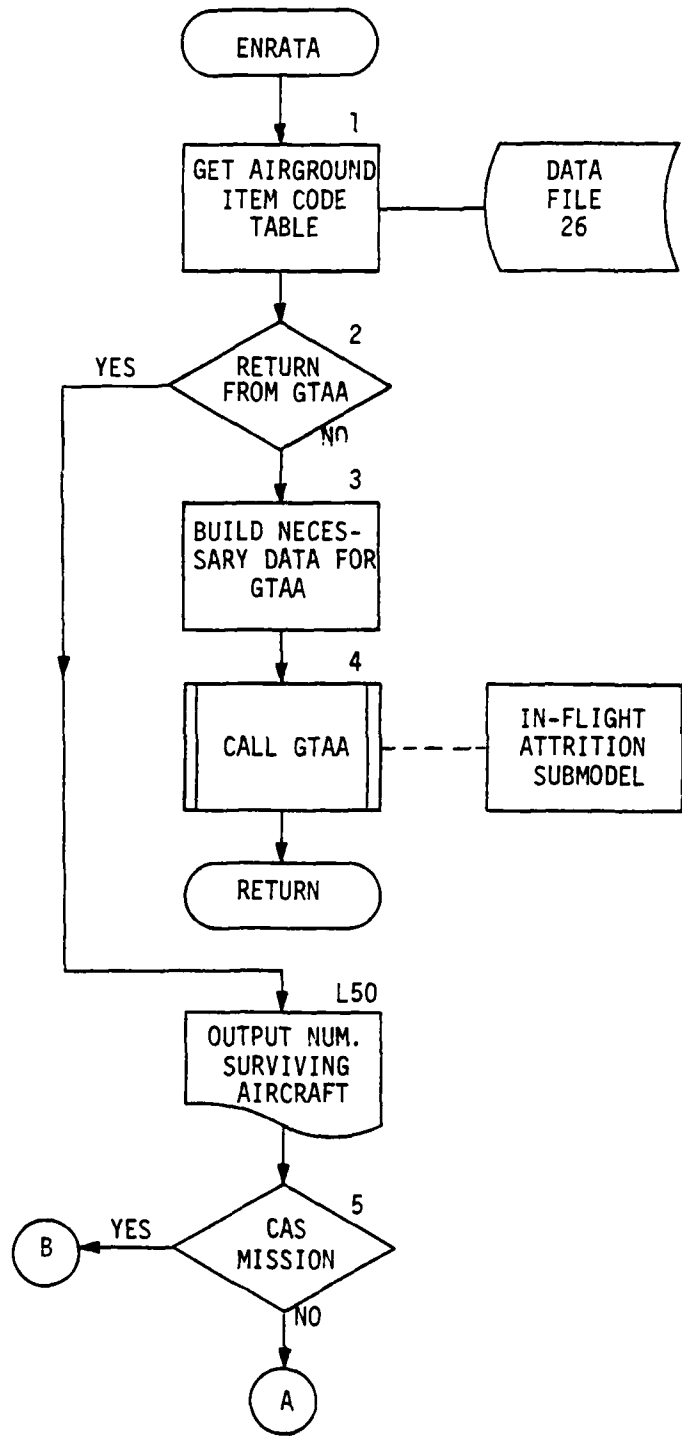 ENRATA
1
GET AIRGROUND
ITEM CODE
TABLE
DATA
FILE
26
2
YES
RETURN
FROM GTAA
NO
3
BUILD NECES-
SARY DATA FOR
GTAA
4
CALL GTAA
IN-FLIGHT
ATTRITION
SUBMODEL
RETURN
L50
OUTPUT NUM.
SURVIVING
AIRCRAFT
5
B
YES
CAS
MISSION
NO
A